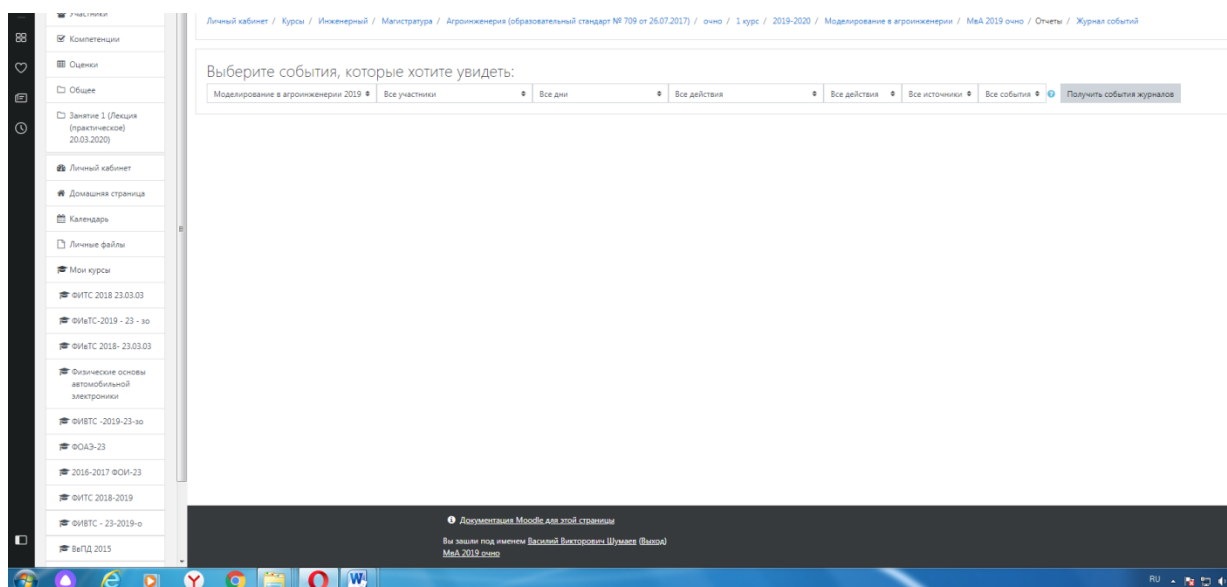 Участники
Компетенции
Оценки
Общее
Занятие 1 (Лекция
(практическое)
20.03.2020)
Личный кабинет
Домашняя страница
Календарь
Личные файлы
Мои курсы
ФИТС 2018 23.03.03
ФИвТС-2019 - 23 - зо
ФИвТС 2018- 23.03.03
Физические основы
автомобильной
электроники
ФИВТС -2019-23-зо
ФОАЭ-23
2016-2017 ФОИ-23
ФИТС 2018-2019
ФИВТС - 23-2019-о
ВвПД 2015
Личный кабинет / Курсы / Инженерный / Магистратура / Агроинженерия (образовательный стандарт № 709 от 26.07.2017) / очно / 1 курс / 2019-2020 / Моделирование в агроинженерии / МвА 2019 очно / Отчеты / Журнал событий
Выберите события, которые хотите увидеть:
Моделирование в агроинженерии 2019 Все участники Все дни Все действия Все действия Все источники Все события Получить события журналов
Документация Moodle для этой страницы
Вы зашли под именем Василий Викторович Шумаев (Выход)
МвА 2019 очно
RU